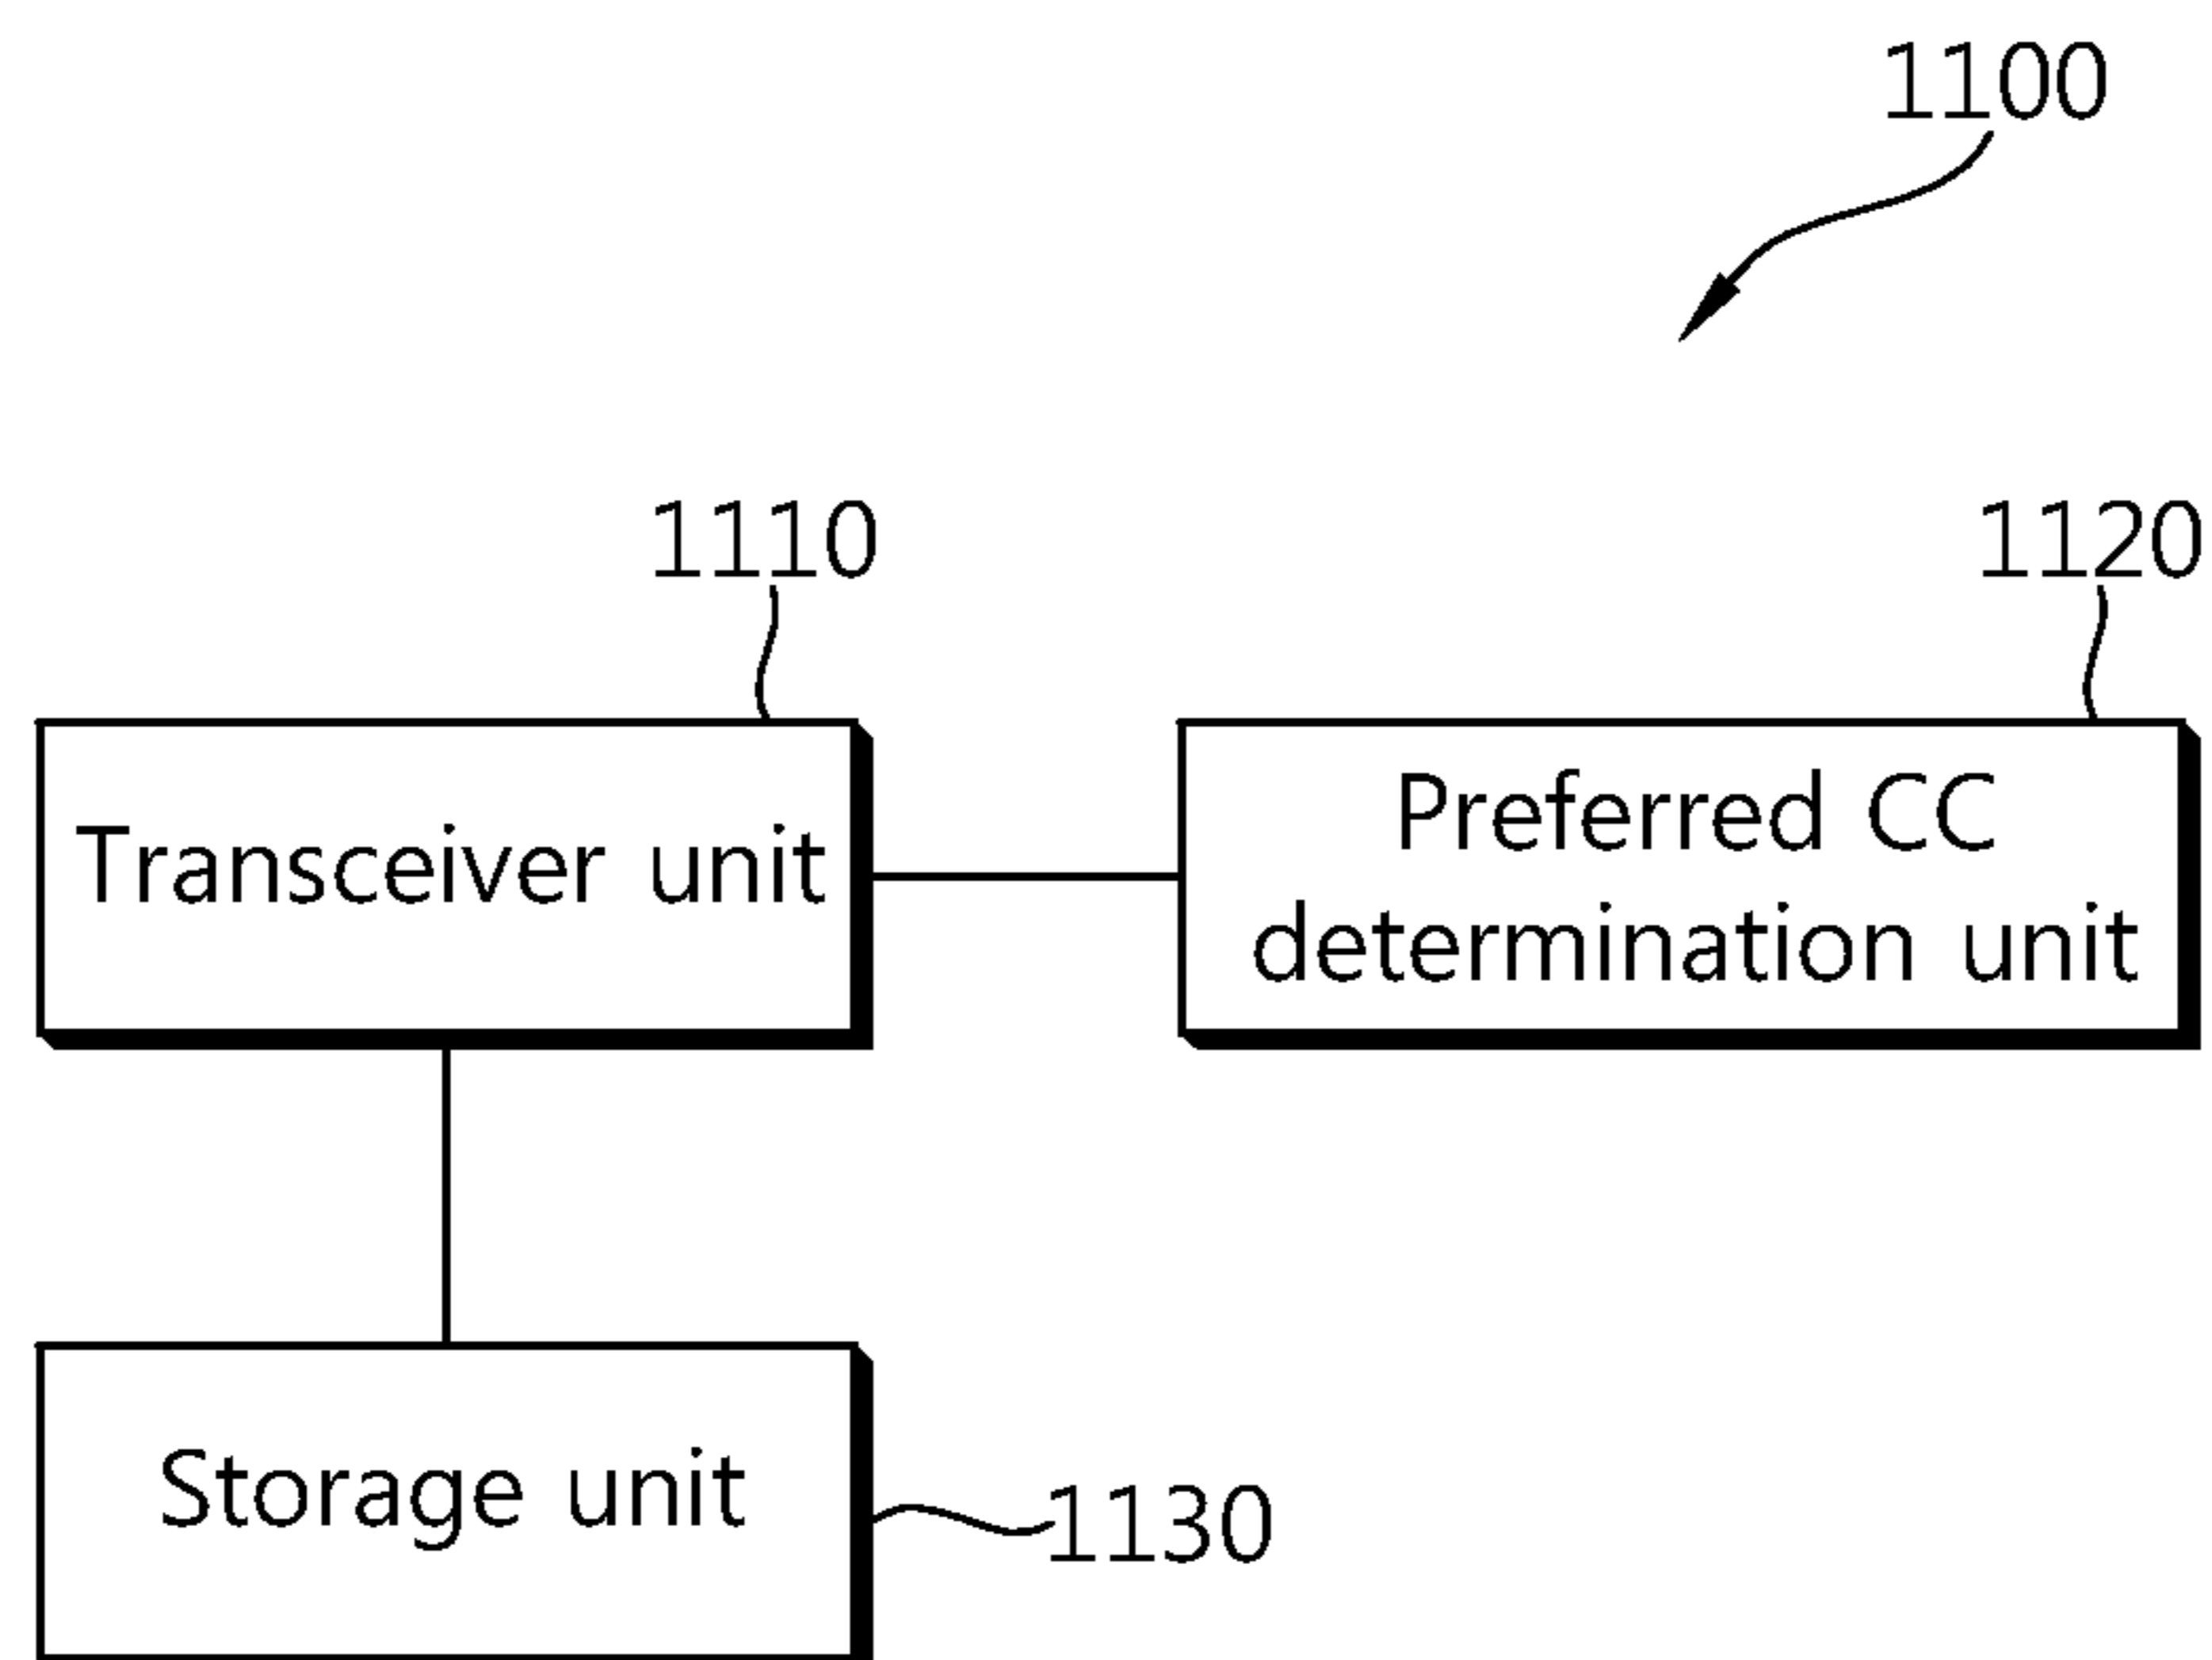 1100
1110
1120
Transceiver unit
Preferred CC
determination unit
Storage unit
1130